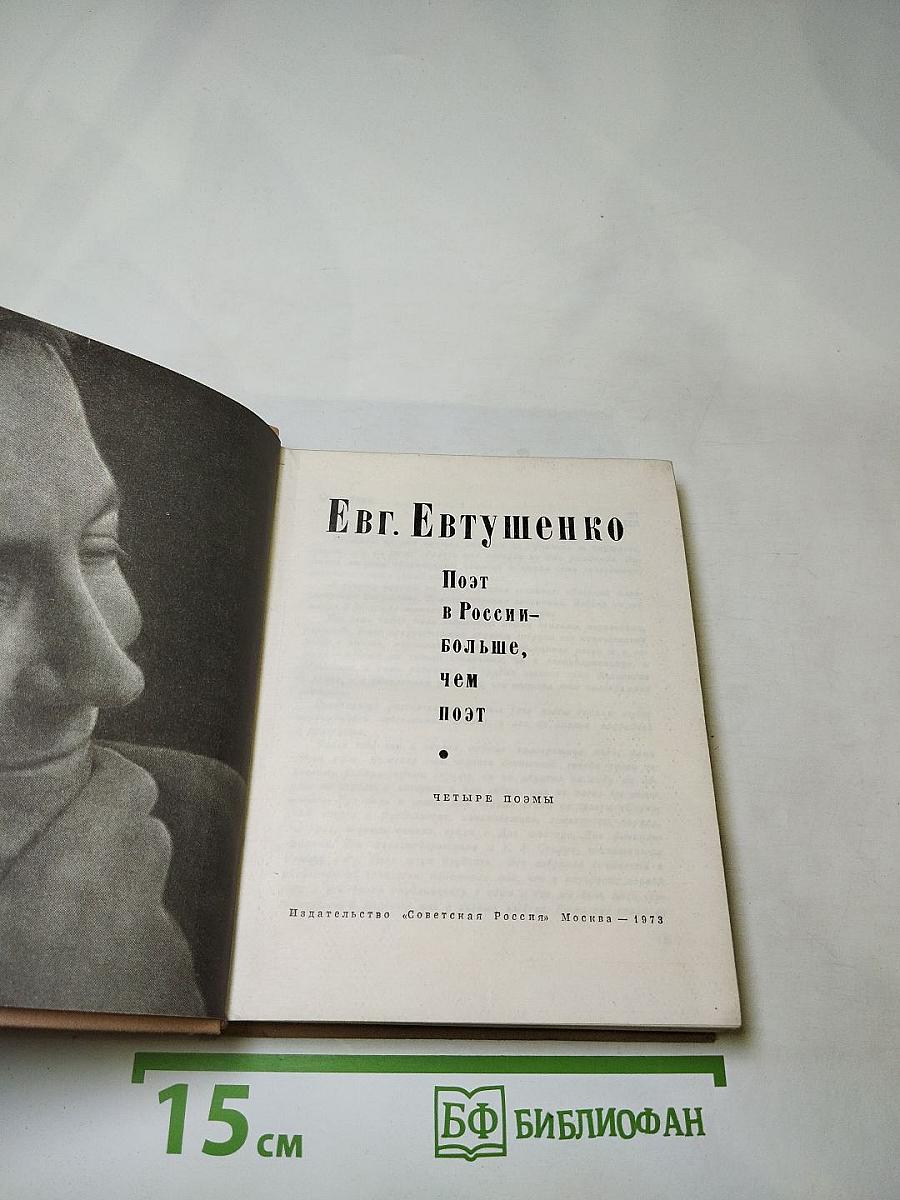 Евг. Евтушенко
Поэт
в России–
больше,
чем
поэт
•
ЧЕТЫРЕ ПОЭМЫ
Издательство «Советская Россия» Москва — 1973
15 см
БФ БИБЛИОФАН